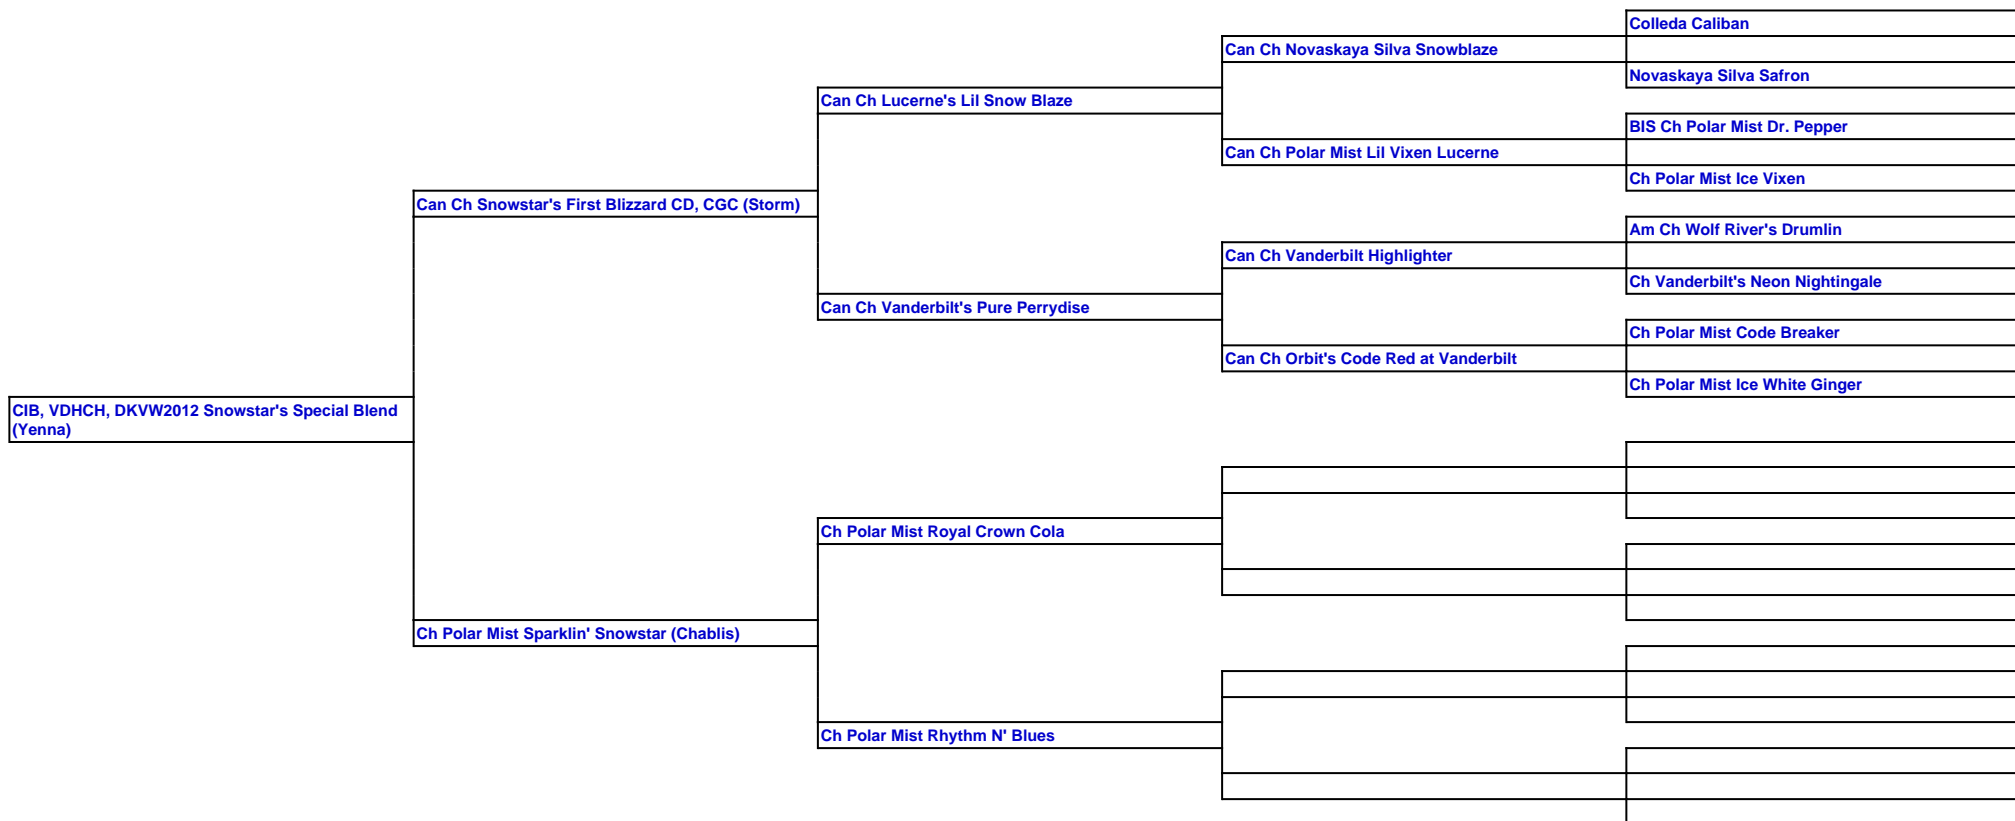 Colleda Caliban
Can Ch Novaskaya Silva Snowblaze
Novaskaya Silva Safron
Can Ch Lucerne's Lil Snow Blaze
BIS Ch Polar Mist Dr. Pepper
Can Ch Polar Mist Lil Vixen Lucerne
Ch Polar Mist Ice Vixen
Can Ch Snowstar's First Blizzard CD, CGC (Storm)
Am Ch Wolf River's Drumlin
Can Ch Vanderbilt Highlighter
Ch Vanderbilt's Neon Nightingale
Can Ch Vanderbilt's Pure Perrydise
Ch Polar Mist Code Breaker
Can Ch Orbit's Code Red at Vanderbilt
Ch Polar Mist Ice White Ginger
CIB, VDHCH, DKVW2012 Snowstar's Special Blend
(Yenna)
Ch Polar Mist Royal Crown Cola
Ch Polar Mist Sparklin' Snowstar (Chablis)
Ch Polar Mist Rhythm N' Blues